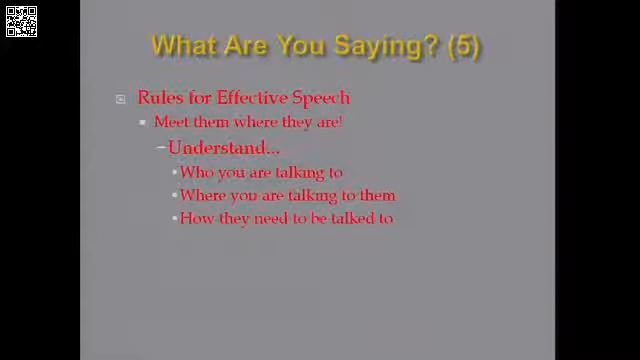 What Are You Saying? (5)
Rules for Effective Speech
Meet them where they are!
Understand...
Who you are talking to
Where you are talking to them
How they need to be talked to